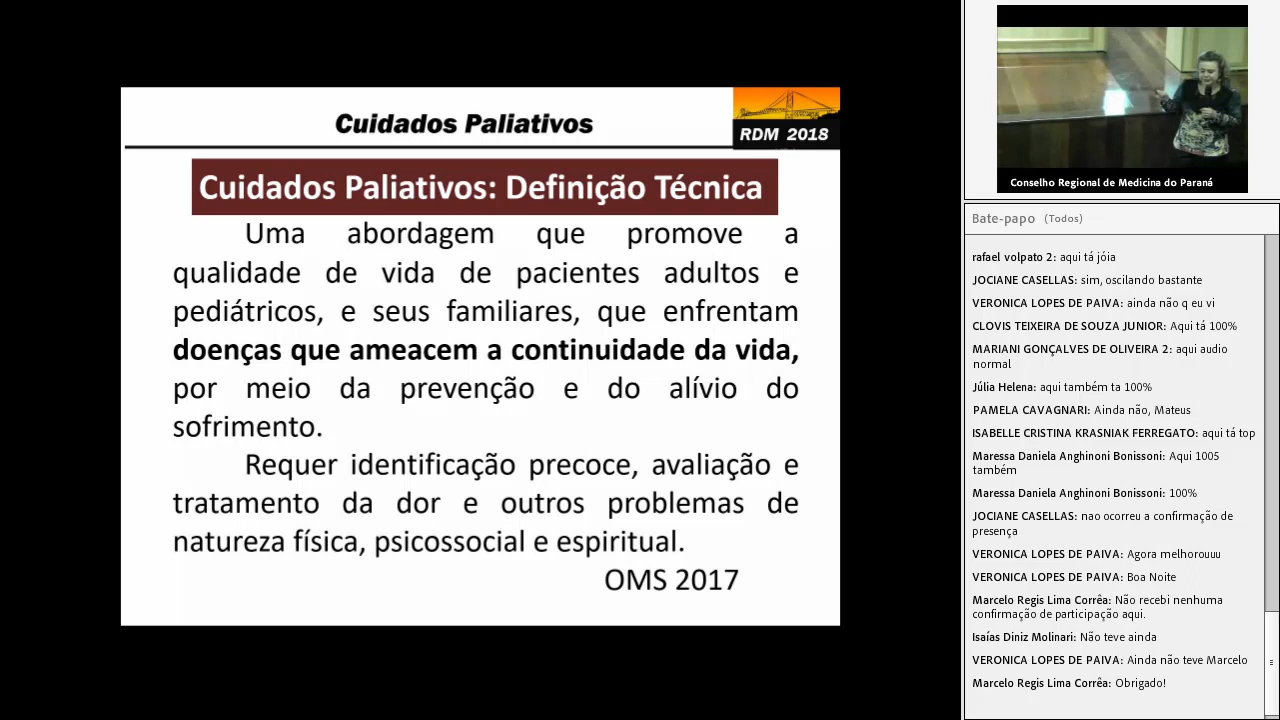 Cuidados Paliativos
RDM 2018
Cuidados Paliativos: Definição Técnica
Uma abordagem que promove a
qualidade de vida de pacientes adultos e
pediátricos, e seus familiares, que enfrentam
doenças que ameacem a continuidade da vida,
por meio da prevenção e do alívio do
sofrimento.
Requer identificação precoce, avaliação e
tratamento da dor e outros problemas de
natureza física, psicossocial e espiritual.
OMS 2017
Conselho Regional de Medicina do Paraná
Bate-papo (Todos)
rafael volpato 2: aqui tá jóia
JOCIANE CASELLAS: sim, oscilando bastante
VERONICA LOPES DE PAIVA: ainda não q eu vi
CLOVIS TEIXEIRA DE SOUZA JUNIOR: Aqui tá 100%
MARIANI GONÇALVES DE OLIVEIRA 2: aqui audio
normal
Júlia Helena: aqui também ta 100%
PAMELA CAVAGNARI: Ainda não, Mateus
ISABELLE CRISTINA KRASNIAK FERREGATO: aqui tá top
Maressa Daniela Anghinoni Bonissoni: Aqui 1005
também
Maressa Daniela Anghinoni Bonissoni: 100%
JOCIANE CASELLAS: nao ocorreu a confirmação de
presença
VERONICA LOPES DE PAIVA: Agora melhorouuu
VERONICA LOPES DE PAIVA: Boa Noite
Marcelo Regis Lima Corrêa: Não recebi nenhuma
confirmação de participação aqui.
Isaías Diniz Molinari: Não teve ainda
VERONICA LOPES DE PAIVA: Ainda não teve Marcelo
Marcelo Regis Lima Corrêa: Obrigado!